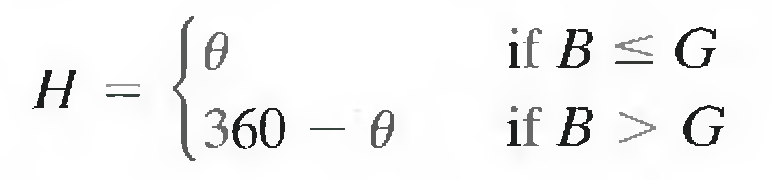 H = { θ if B ≤ G
360 − θ if B > G